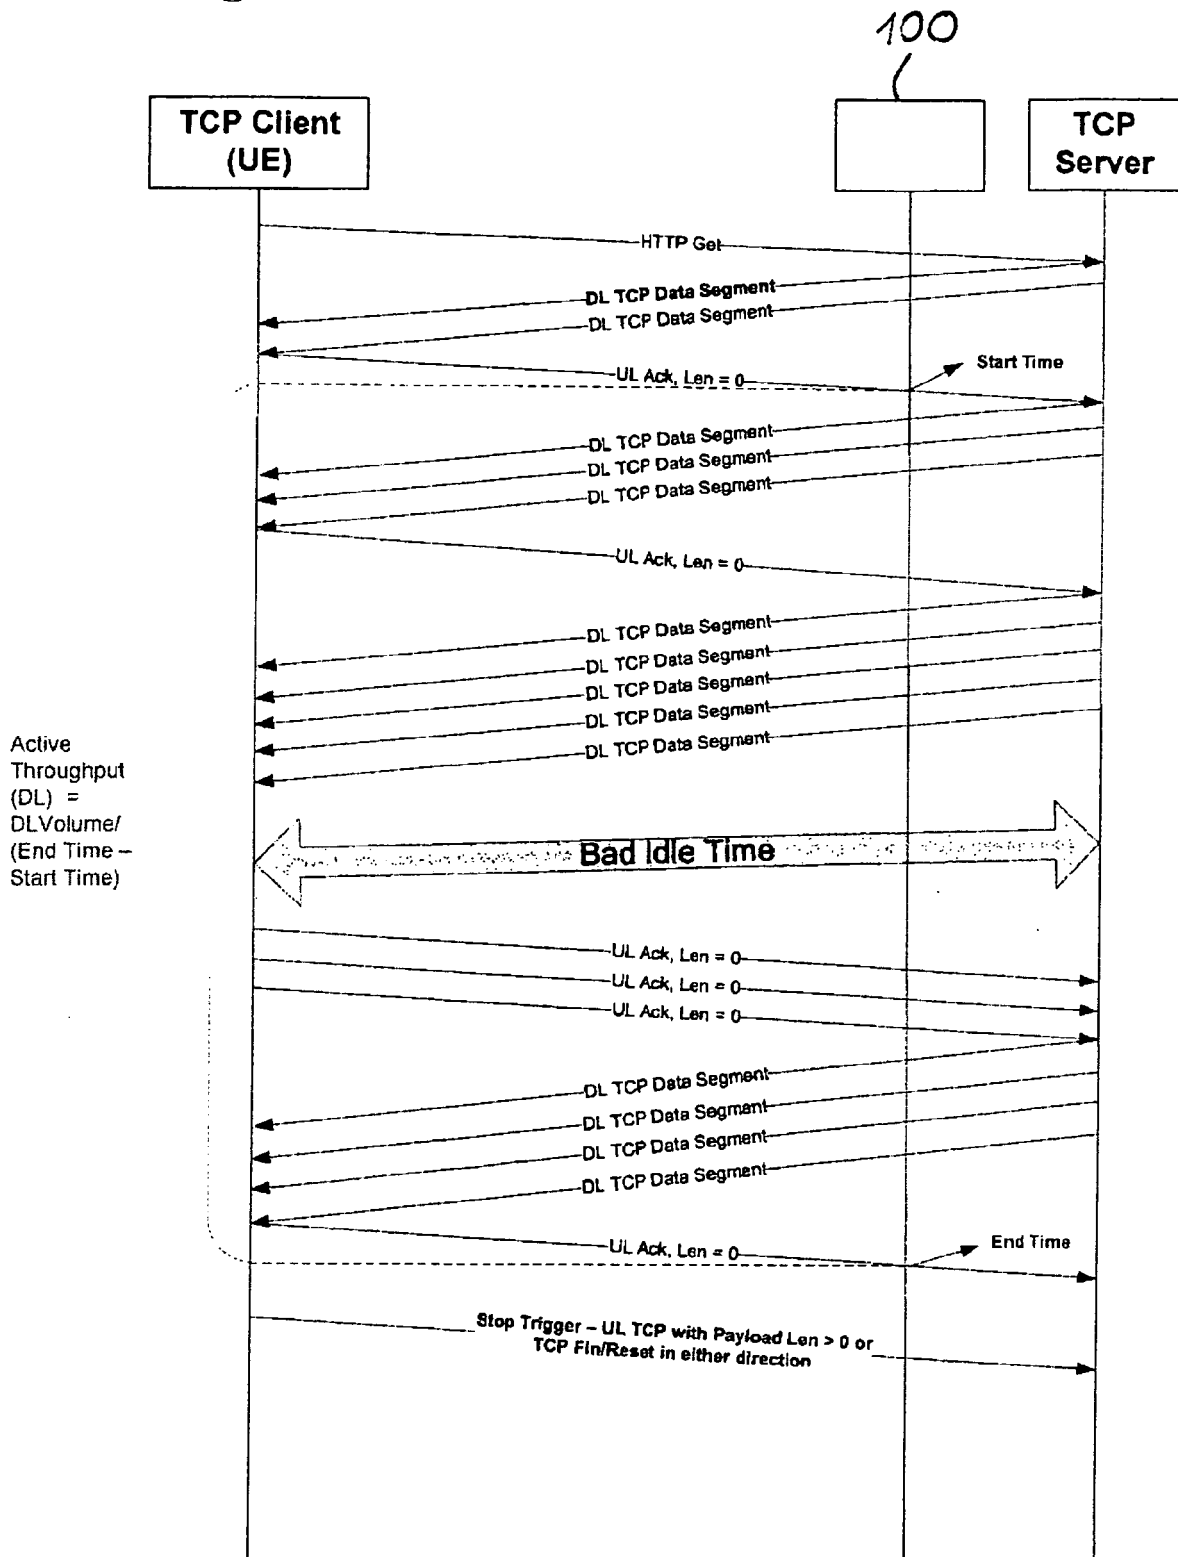 100
TCP Client
(UE)
TCP
Server
HTTP Get
DL TCP Data Segment
DL TCP Data Segment
UL Ack, Len = 0
Start Time
DL TCP Data Segment
DL TCP Data Segment
DL TCP Data Segment
UL Ack, Len = 0
DL TCP Data Segment
DL TCP Data Segment
DL TCP Data Segment
DL TCP Data Segment
DL TCP Data Segment
Active
Throughput
(DL) =
DLVolume/
(End Time –
Start Time)
Bad Idle Time
UL Ack, Len = 0
UL Ack, Len = 0
UL Ack, Len = 0
DL TCP Data Segment
DL TCP Data Segment
DL TCP Data Segment
DL TCP Data Segment
UL Ack, Len = 0
End Time
Stop Trigger – UL TCP with Payload Len > 0 or
TCP Fin/Reset in either direction